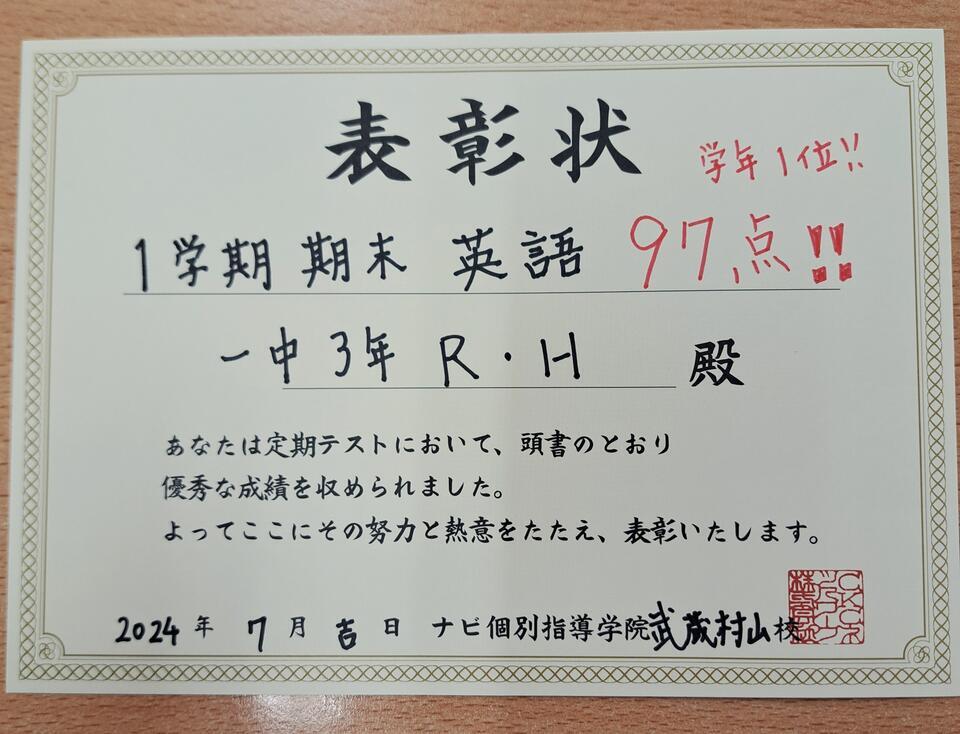 表彰状
学年1位!!
1学期 期末 英語 97点!!
一中3年 R・H 殿
あなたは定期テストにおいて、頭書のとおり
優秀な成績を収められました。
よってここにその努力と熱意をたたえ、表彰いたします。
2024年 7月 吉日 ナビ個別指導学院武蔵村山校